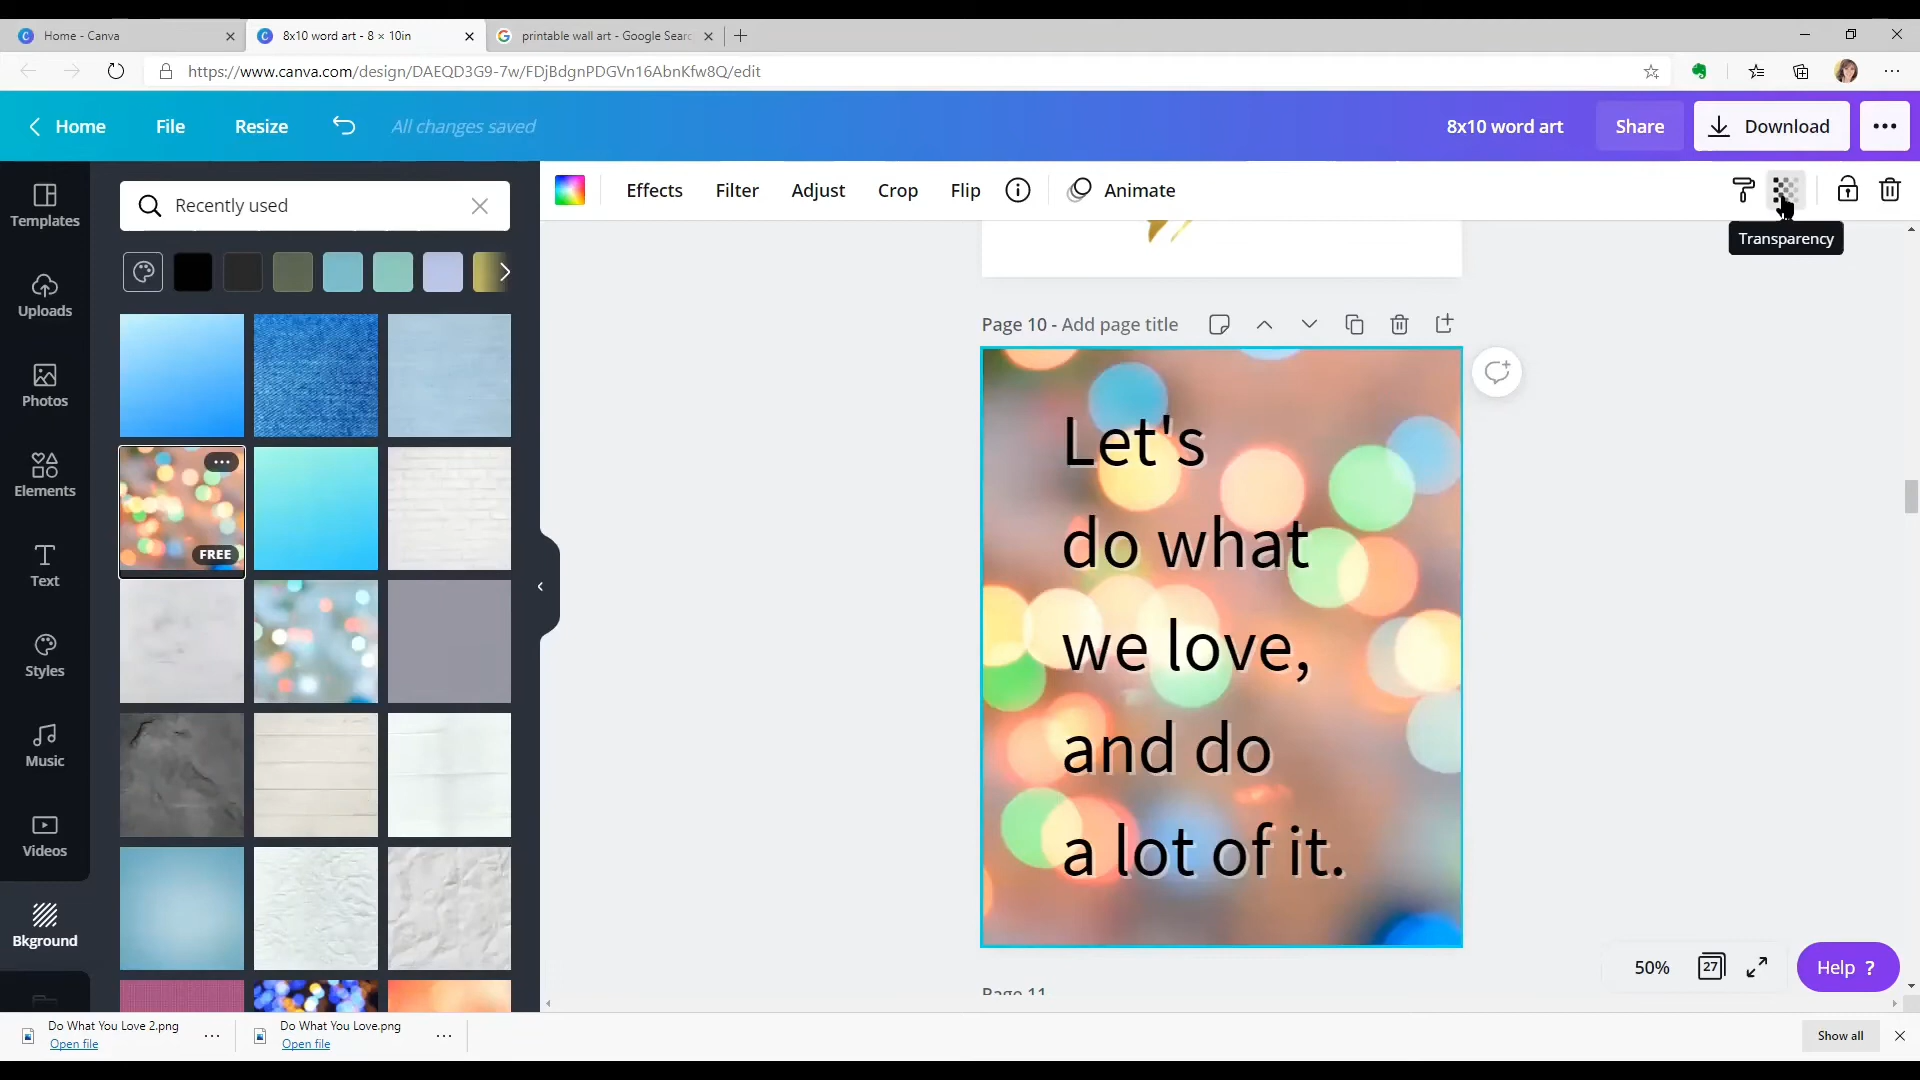 Home - Canva
8x10 word art - 8 × 10in
printable wall art - Google Searc
https://www.canva.com/design/DAEQD3G9-7w/FDjBdgnPDGVn16AbnKfw8Q/edit
Home
File
Resize
All changes saved
8x10 word art
Share
Download
Templates
Uploads
Photos
Elements
Text
Styles
Music
Videos
Bkground
Recently used
FREE
Effects
Filter
Adjust
Crop
Flip
Animate
Transparency
Page 10 - Add page title
Let's
do what
we love,
and do
a lot of it.
Page 11
50%
27
Help ?
Do What You Love 2.png
Open file
Do What You Love.png
Open file
Show all